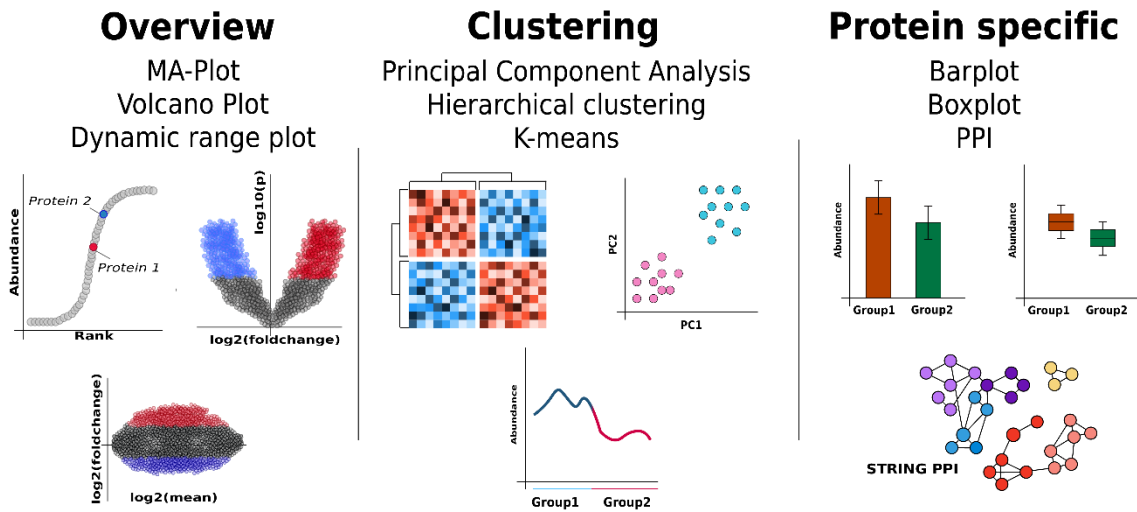 Overview
MA-Plot
Volcano Plot
Dynamic range plot
Abundance
Protein 2
Protein 1
Rank
log10(p)
log2(foldchange)
log2(foldchange)
log2(mean)
Clustering
Principal Component Analysis
Hierarchical clustering
K-means
PC2
PC1
Abundance
Group1
Group2
Protein specific
Barplot
Boxplot
PPI
Abundance
Group1
Group2
Abundance
Group1
Group2
STRING PPI